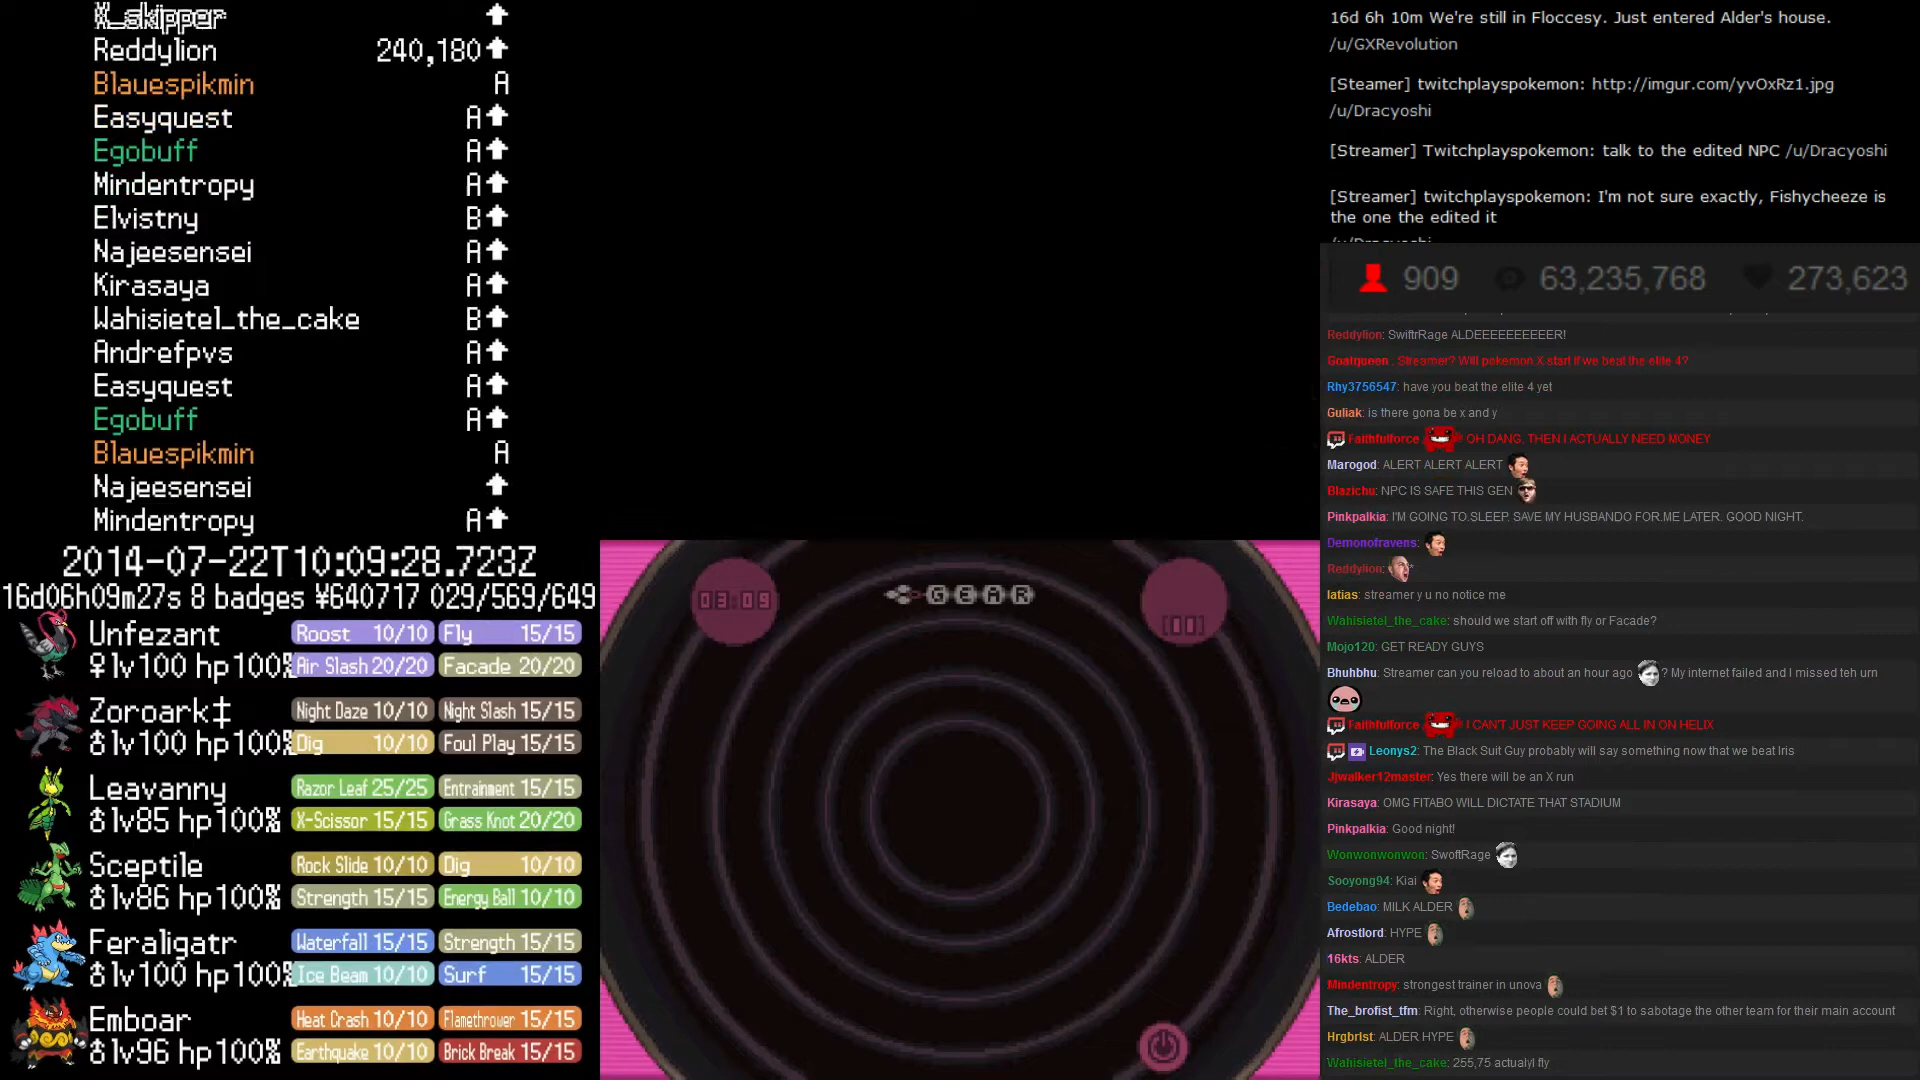 X_skipper
Reddylion 240,180
Blauespikmin A
Easyquest A
Egobuff A
Mindentropy A
Elvistny B
Najeesensei A
Kirasaya A
Wahisietel_the_cake B
Andrefpvs A
Easyquest A
Egobuff A
Blauespikmin A
Najeesensei
Mindentropy A
2014-07-22T10:09:28.723Z
16d06h09m27s 8 badges ¥640717 029/569/649
Unfezant Roost 10/10 Fly 15/15
♀lv100 hp100% Air Slash 20/20 Facade 20/20
Zoroark‡ Night Daze 10/10 Night Slash 15/15
♂lv100 hp100% Dig 10/10 Foul Play 15/15
Leavanny Razor Leaf 25/25 Entrainment 15/15
♂lv85 hp100% X-Scissor 15/15 Grass Knot 20/20
Sceptile Rock Slide 10/10 Dig 10/10
♂lv86 hp100% Strength 15/15 Energy Ball 10/10
Feraligatr Waterfall 15/15 Strength 15/15
♂lv100 hp100% Ice Beam 10/10 Surf 15/15
Emboar Heat Crash 10/10 Flamethrower 15/15
♂lv96 hp100% Earthquake 10/10 Brick Break 15/15
03:09
GEAR
16d 6h 10m We're still in Floccesy. Just entered Alder's house.
/u/GXRevolution
[Steamer] twitchplayspokemon: http://imgur.com/yvOxRz1.jpg
/u/Dracyoshi
[Streamer] Twitchplayspokemon: talk to the edited NPC /u/Dracyoshi
[Streamer] twitchplayspokemon: I'm not sure exactly, Fishycheeze is
the one the edited it
/u/Dracyoshi
909 63,235,768 273,623
Reddylion: SwiftrRage ALDEEEEEEEEEER!
Goatqueen : Streamer? Will pokemon X start if we beat the elite 4?
Rhy3756547: have you beat the elite 4 yet
Guliak: is there gona be x and y
Faithfulforce OH DANG. THEN I ACTUALLY NEED MONEY
Marogod: ALERT ALERT ALERT
Blazichu: NPC IS SAFE THIS GEN
Pinkpalkia: I'M GOING TO.SLEEP. SAVE MY HUSBANDO FOR.ME LATER. GOOD NIGHT.
Demonofravens:
Reddylion:
latias: streamer y u no notice me
Wahisietel_the_cake: should we start off with fly or Facade?
Mojo120: GET READY GUYS
Bhuhbhu: Streamer can you reload to about an hour ago ? My internet failed and I missed teh urn
Faithfulforce I CAN'T JUST KEEP GOING ALL IN ON HELIX
Leonys2: The Black Suit Guy probably will say something now that we beat Iris
Jjwalker12master: Yes there will be an X run
Kirasaya: OMG FITABO WILL DICTATE THAT STADIUM
Pinkpalkia: Good night!
Wonwonwonwon: SwoftRage
Sooyong94: Kiai
Bedebao: MILK ALDER
Afrostlord: HYPE
16kts: ALDER
Mindentropy: strongest trainer in unova
The_brofist_tfm: Right, otherwise people could bet $1 to sabotage the other team for their main account
Hrgbrlst: ALDER HYPE
Wahisietel_the_cake: 255,75 actualyl fly